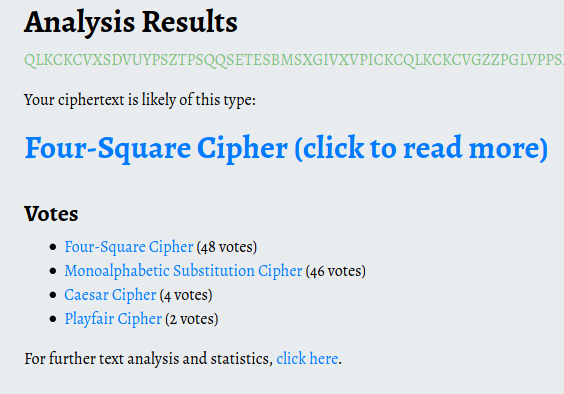 Analysis Results
QLKCKCVXSDVUYPSZTPSQQSETESBMSXGIVXVPICKCQLKCKCVGZZPGLVPPS
Your ciphertext is likely of this type:
Four-Square Cipher (click to read more)
Votes
Four-Square Cipher (48 votes)
Monoalphabetic Substitution Cipher (46 votes)
Caesar Cipher (4 votes)
Playfair Cipher (2 votes)
For further text analysis and statistics, click here.